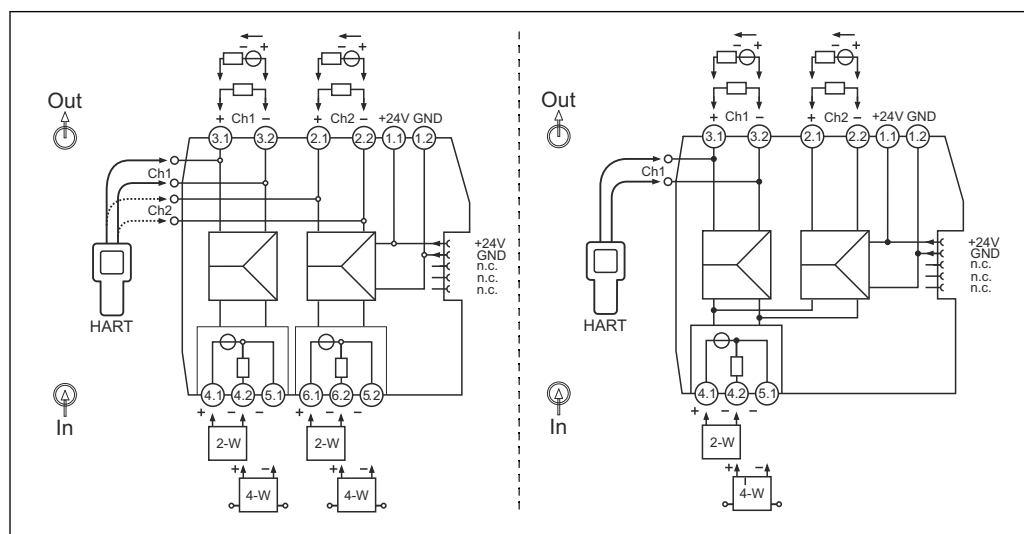 − +
− +
− +
− +
Out
+ Ch1 − + Ch2 − +24V GND
3.1 3.2 2.1 2.2 1.1 1.2
Ch1
Ch2
+24V
GND
n.c.
n.c.
n.c.
HART
In
4.1 4.2 5.1 6.1 6.2 5.2
+ − − + − −
2-W 2-W
+ − + −
4-W 4-W
Out
+ Ch1 − + Ch2 − +24V GND
3.1 3.2 2.1 2.2 1.1 1.2
Ch1
+24V
GND
n.c.
n.c.
n.c.
HART
In
4.1 4.2 5.1
+ − −
2-W
+ −
4-W